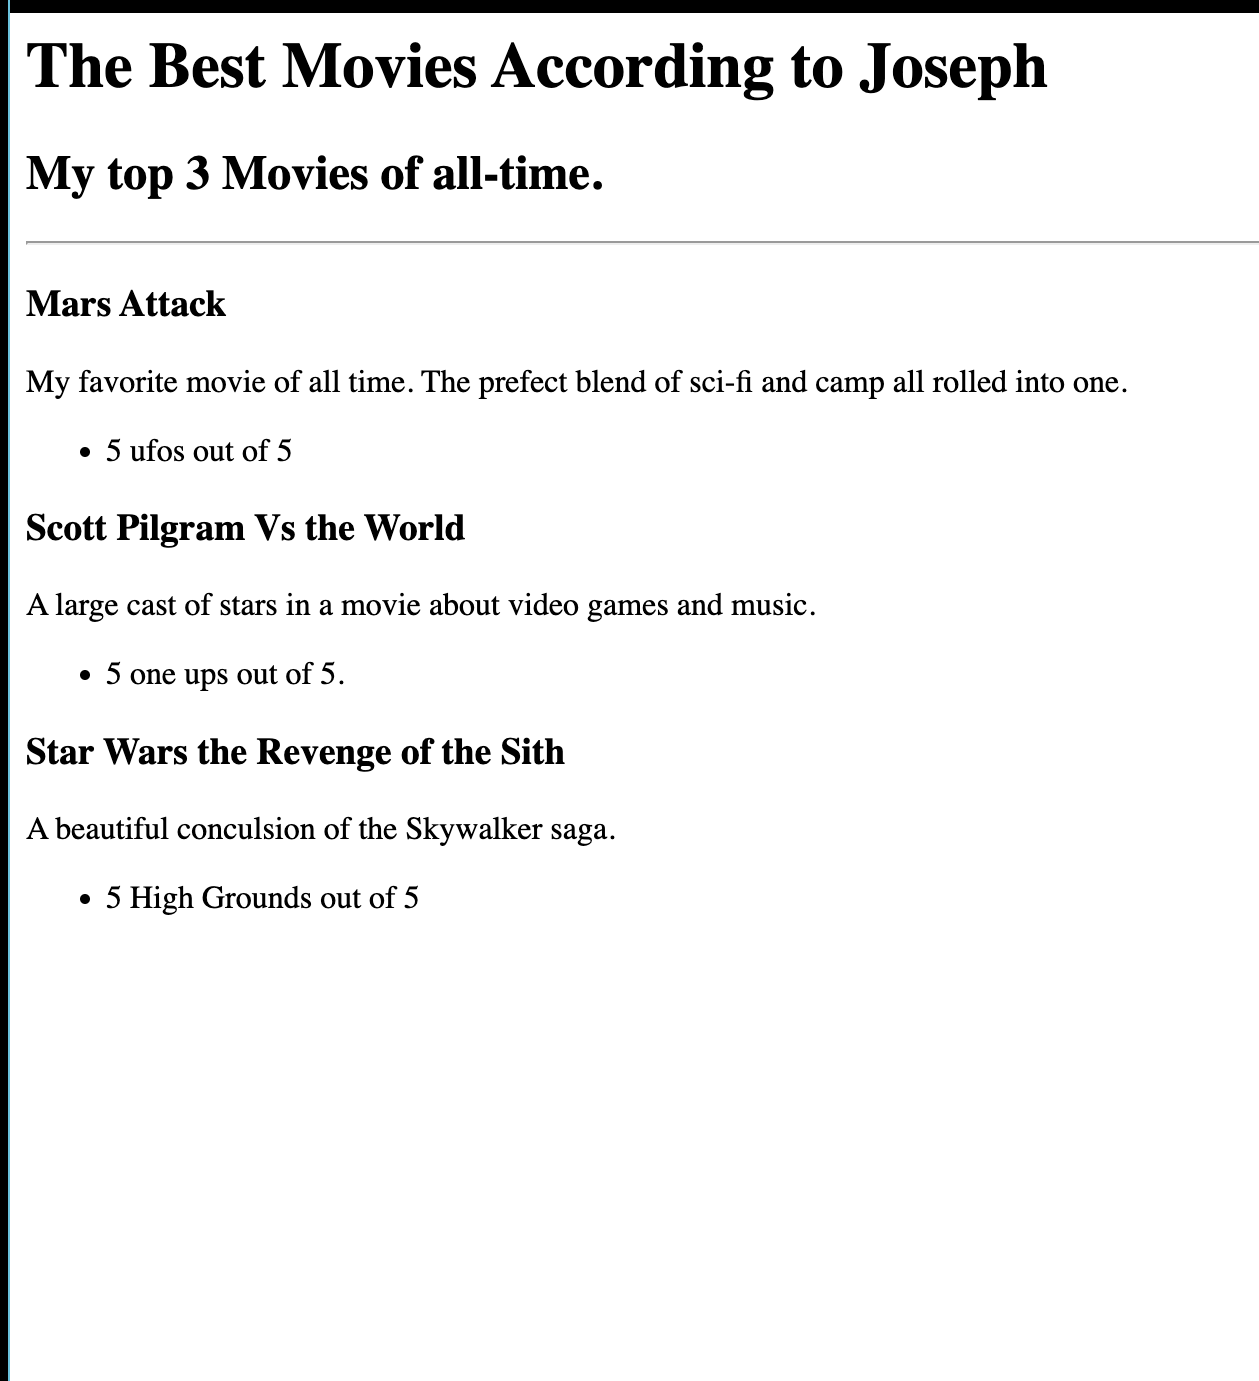 The Best Movies According to Joseph
My top 3 Movies of all-time.
Mars Attack
My favorite movie of all time. The prefect blend of sci-fi and camp all rolled into one.
• 5 ufos out of 5
Scott Pilgram Vs the World
A large cast of stars in a movie about video games and music.
• 5 one ups out of 5.
Star Wars the Revenge of the Sith
A beautiful conculsion of the Skywalker saga.
• 5 High Grounds out of 5